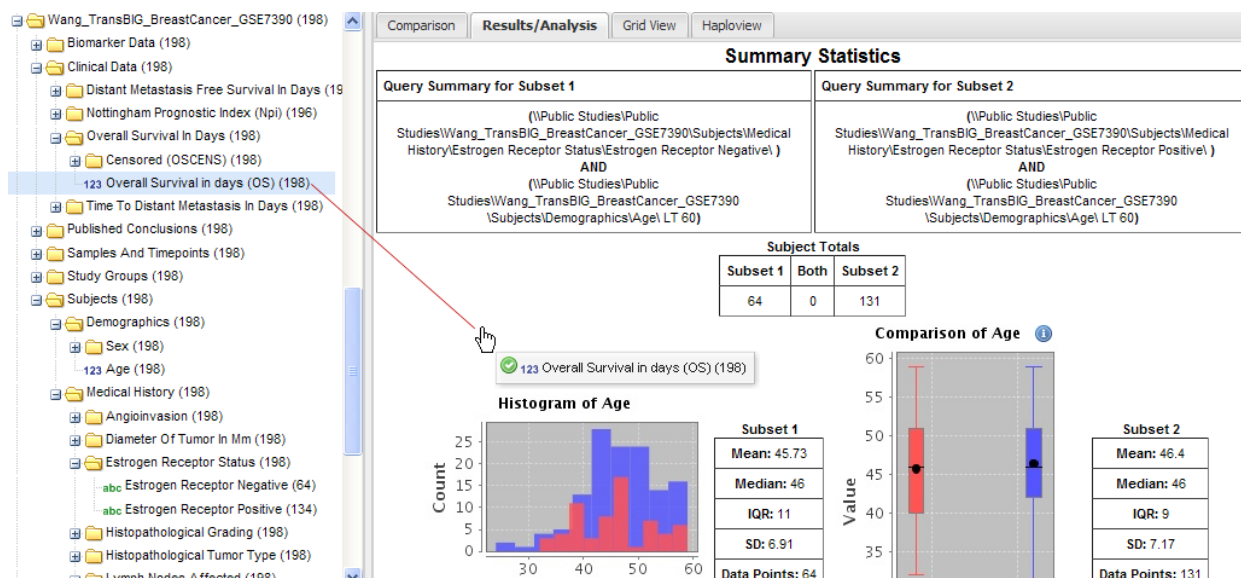 Wang_TransBIG_BreastCancer_GSE7390 (198)
Biomarker Data (198)
Clinical Data (198)
Distant Metastasis Free Survival In Days (19
Nottingham Prognostic Index (Npi) (196)
Overall Survival In Days (198)
Censored (OSCENS) (198)
123 Overall Survival in days (OS) (198)
Time To Distant Metastasis In Days (198)
Published Conclusions (198)
Samples And Timepoints (198)
Study Groups (198)
Subjects (198)
Demographics (198)
Sex (198)
123 Age (198)
Medical History (198)
Angioinvasion (198)
Diameter Of Tumor In Mm (198)
Estrogen Receptor Status (198)
abc Estrogen Receptor Negative (64)
abc Estrogen Receptor Positive (134)
Histopathological Grading (198)
Histopathological Tumor Type (198)
Lymph Nodes Affected (198)
Comparison Results/Analysis Grid View Haploview
Summary Statistics
Query Summary for Subset 1
(\\Public Studies\Public
Studies\Wang_TransBIG_BreastCancer_GSE7390\Subjects\Medical
History\Estrogen Receptor Status\Estrogen Receptor Negative\ )
AND
(\\Public Studies\Public
Studies\Wang_TransBIG_BreastCancer_GSE7390
\Subjects\Demographics\Age\ LT 60)
Query Summary for Subset 2
(\\Public Studies\Public
Studies\Wang_TransBIG_BreastCancer_GSE7390\Subjects\Medical
History\Estrogen Receptor Status\Estrogen Receptor Positive\ )
AND
(\\Public Studies\Public
Studies\Wang_TransBIG_BreastCancer_GSE7390
\Subjects\Demographics\Age\ LT 60)
Subject Totals
Subset 1 Both Subset 2
64 0 131
123 Overall Survival in days (OS) (198)
Histogram of Age
Count
25
20
15
10
5
0
30 40 50 60
Subset 1
Mean: 45.73
Median: 46
IQR: 11
SD: 6.91
Data Points: 64
Comparison of Age
Value
60
55
50
45
40
35
Subset 2
Mean: 46.4
Median: 46
IQR: 9
SD: 7.17
Data Points: 131